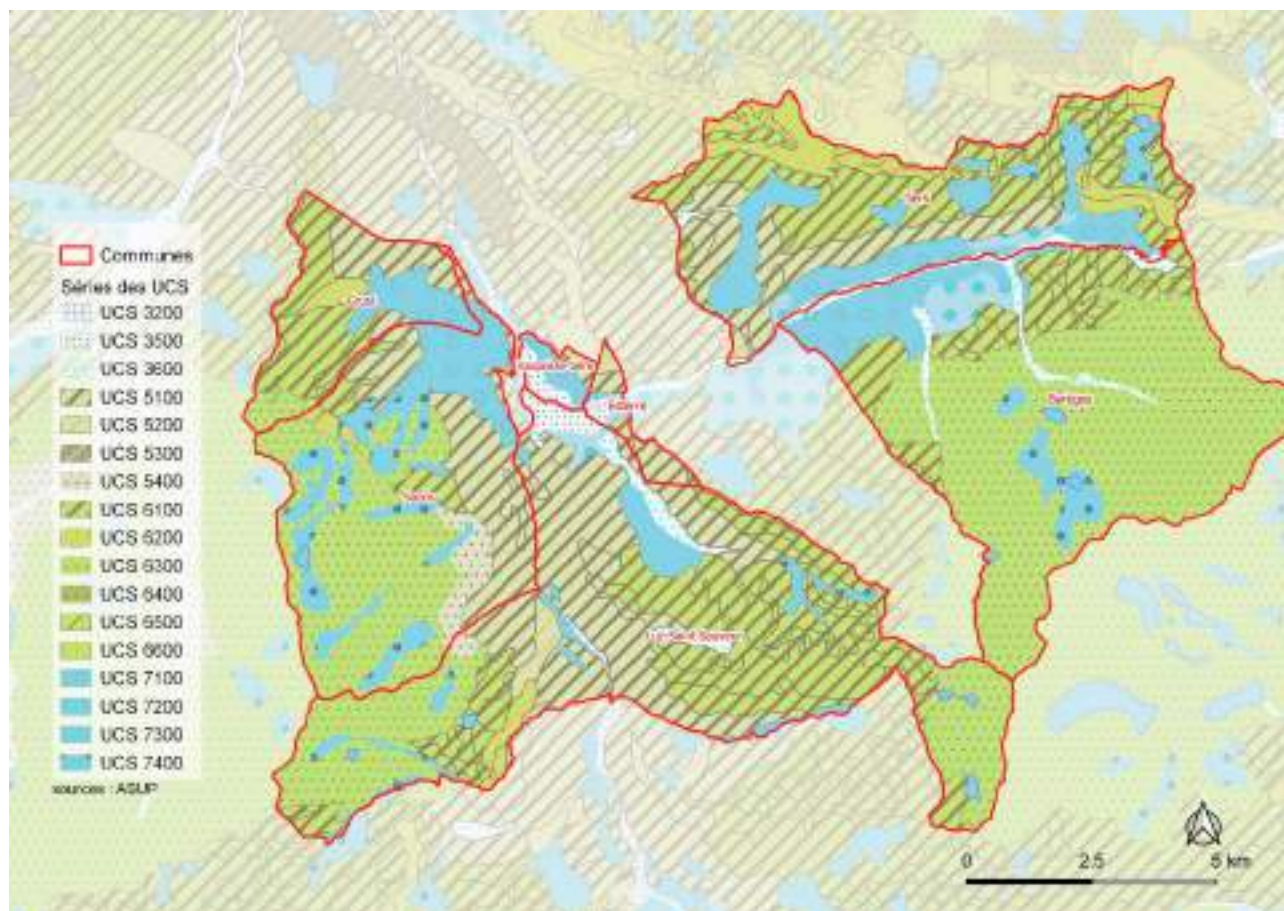 Communes
Séries des UCS
UCS 3200
UCS 3500
UCS 3600
UCS 5100
UCS 5200
UCS 5300
UCS 5400
UCS 6100
UCS 6200
UCS 6300
UCS 6400
UCS 6500
UCS 6600
UCS 7100
UCS 7200
UCS 7300
UCS 7400
sources : ASUP
Sers
Betpouey
0
2.5
5 km